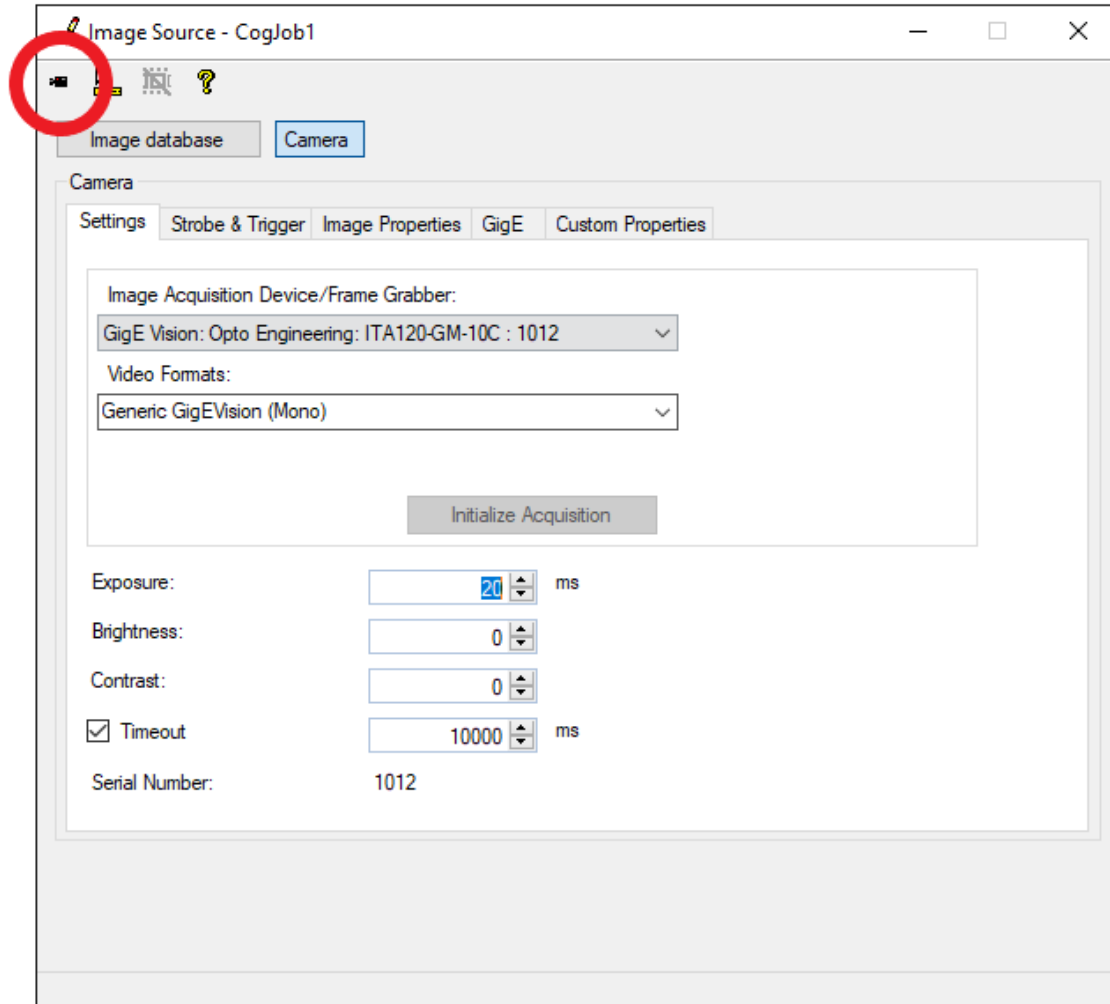 Image Source - CogJob1
Image database
Camera
Camera
Settings
Strobe & Trigger
Image Properties
GigE
Custom Properties
Image Acquisition Device/Frame Grabber:
GigE Vision: Opto Engineering: ITA120-GM-10C : 1012
Video Formats:
Generic GigEVision (Mono)
Initialize Acquisition
Exposure: 20 ms
Brightness: 0
Contrast: 0
Timeout 10000 ms
Serial Number: 1012